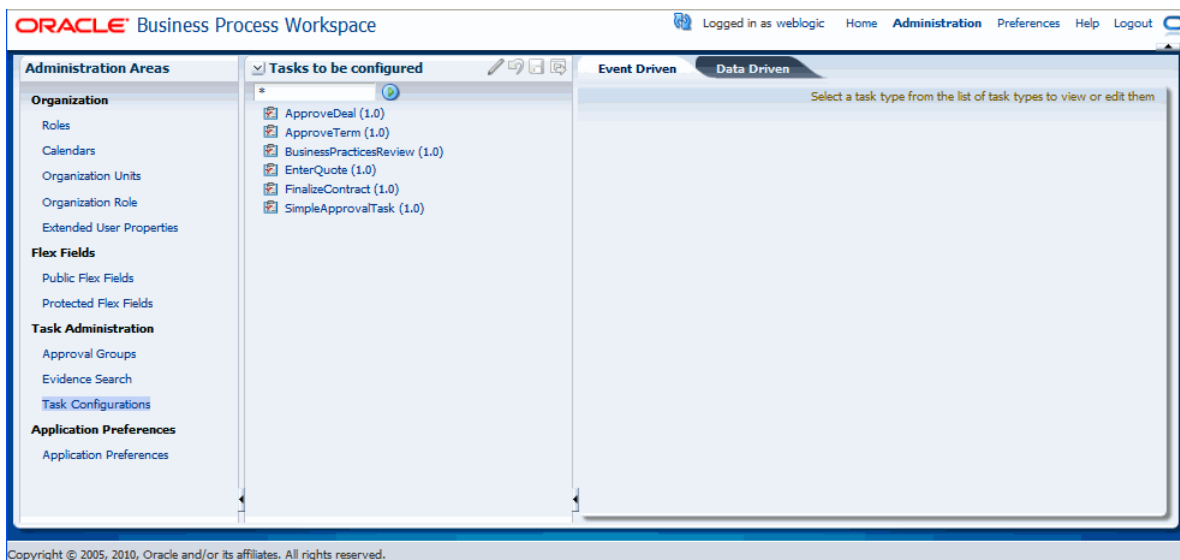 ORACLE Business Process Workspace
Logged in as weblogic Home Administration Preferences Help Logout
Administration Areas
Organization
Roles
Calendars
Organization Units
Organization Role
Extended User Properties
Flex Fields
Public Flex Fields
Protected Flex Fields
Task Administration
Approval Groups
Evidence Search
Task Configurations
Application Preferences
Application Preferences
Tasks to be configured
*
ApproveDeal (1.0)
ApproveTerm (1.0)
BusinessPracticesReview (1.0)
EnterQuote (1.0)
FinalizeContract (1.0)
SimpleApprovalTask (1.0)
Event Driven Data Driven
Select a task type from the list of task types to view or edit them
Copyright © 2005, 2010, Oracle and/or its affiliates. All rights reserved.